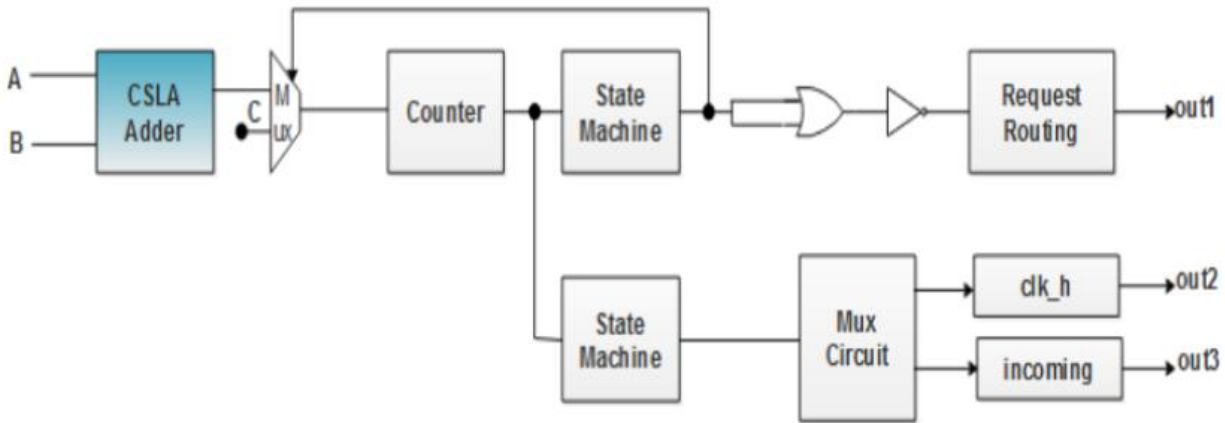 A
B
CSLA
Adder
C
M
ux
Counter
State
Machine
Request
Routing
out1
State
Machine
Mux
Circuit
clk_h
out2
incoming
out3